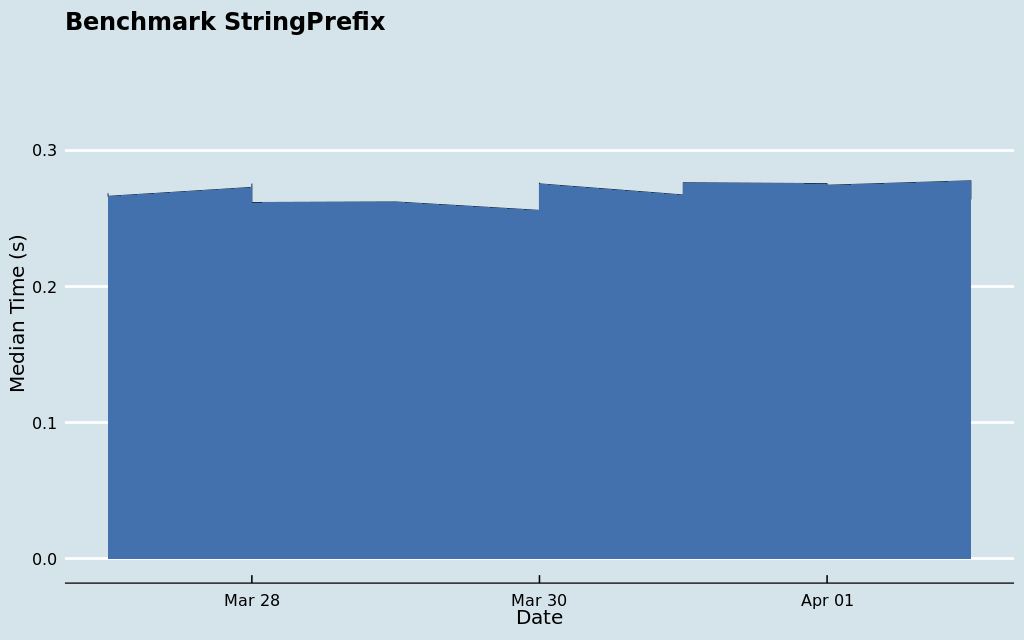 Benchmark StringPrefix
0.3
0.2
0.1
0.0
Median Time (s)
Mar 28
Mar 30
Apr 01
Date